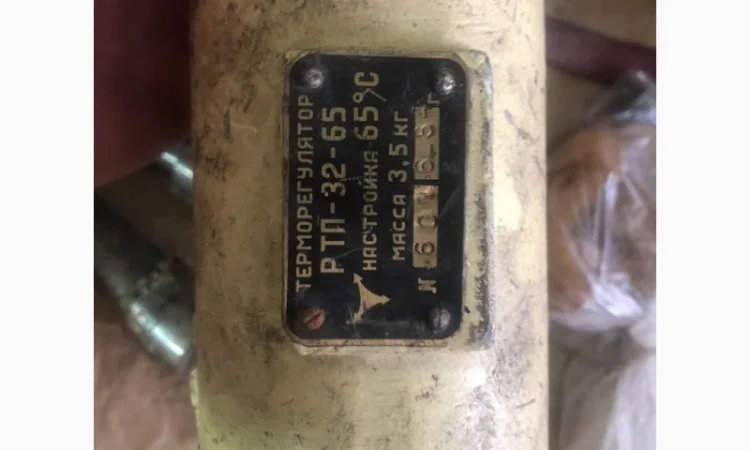 ТЕРМОРЕГУЛЯТОР
РТП-32-65
НАСТРОЙКА 65°C
МАССА 3,5 КГ
N